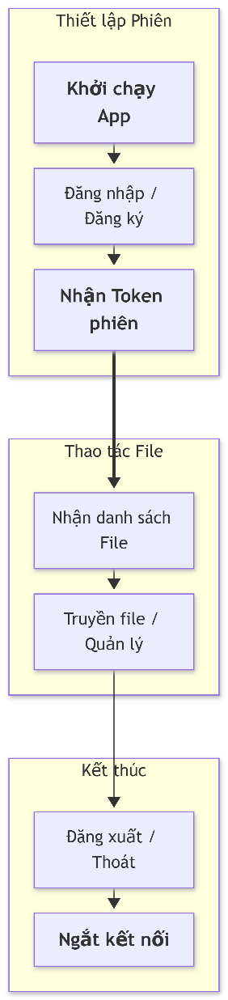 Thiết lập Phiên
Khởi chạy
App
Đăng nhập /
Đăng ký
Nhận Token
phiên
Thao tác File
Nhận danh sách
File
Truyền file /
Quản lý
Kết thúc
Đăng xuất /
Thoát
Ngắt kết nối